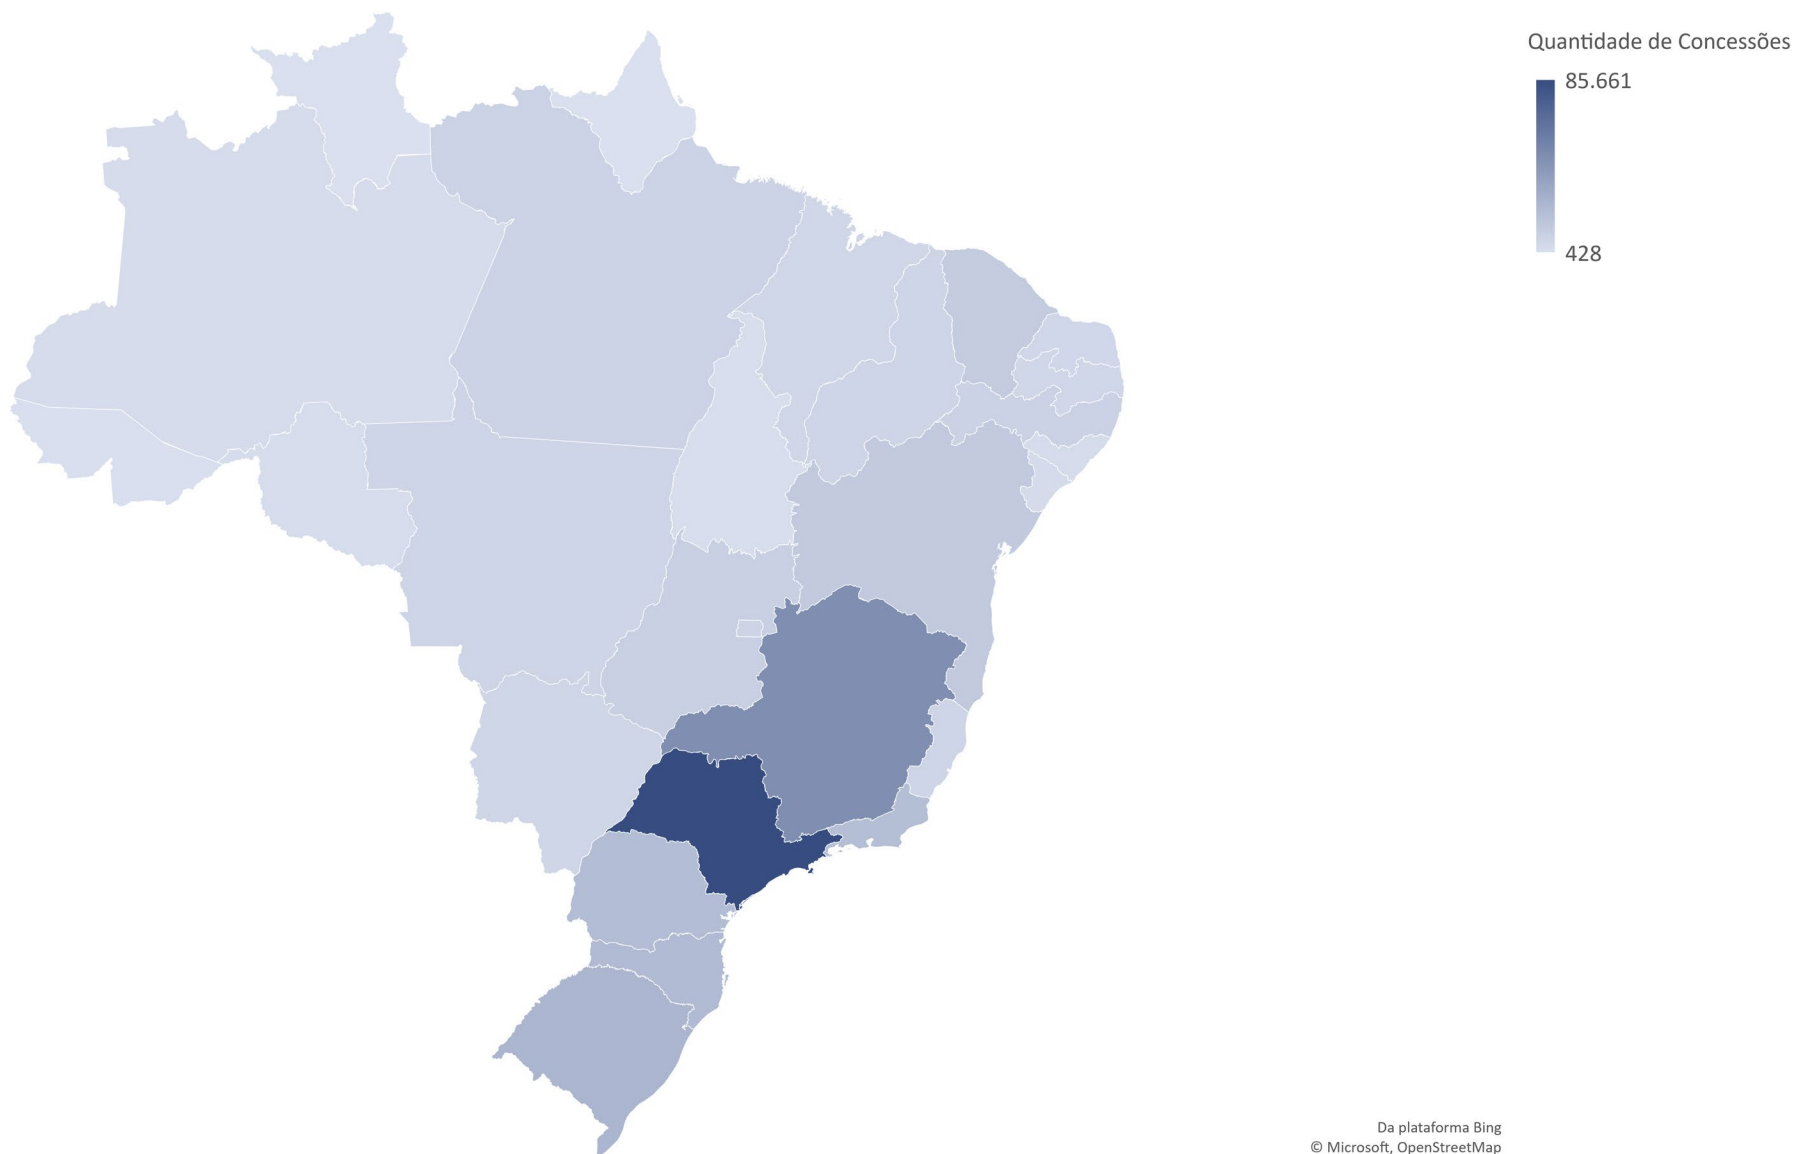 Quantidade de Concessões
85.661
428
Da plataforma Bing
© Microsoft, OpenStreetMap